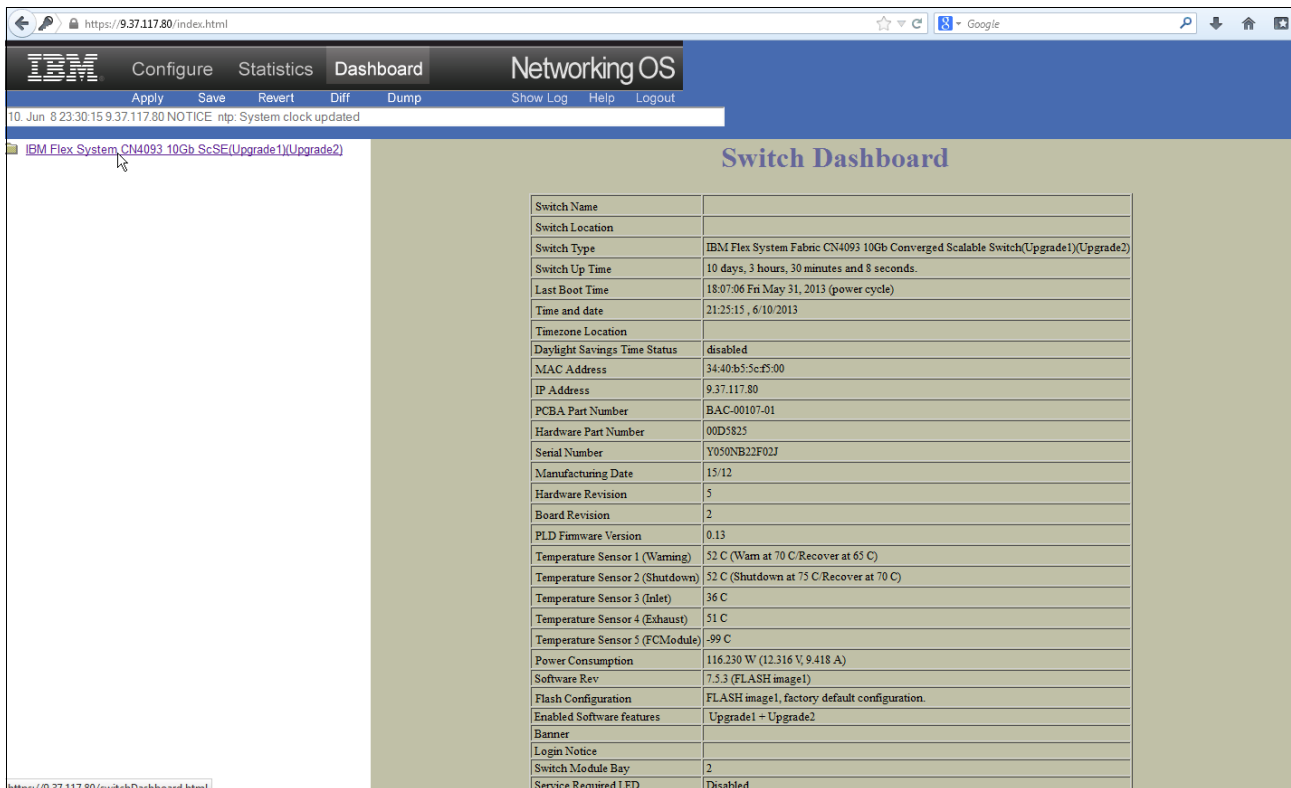 https://9.37.117.80/index.html
Google
IBM Configure Statistics Dashboard Networking OS
Apply Save Revert Diff Dump Show Log Help Logout
10. Jun 8 23:30:15 9.37.117.80 NOTICE ntp: System clock updated
IBM Flex System CN4093 10Gb ScSE(Upgrade1)(Upgrade2)
Switch Dashboard
Switch Name
Switch Location
Switch Type IBM Flex System Fabric CN4093 10Gb Converged Scalable Switch(Upgrade1)(Upgrade2)
Switch Up Time 10 days, 3 hours, 30 minutes and 8 seconds.
Last Boot Time 18:07:06 Fri May 31, 2013 (power cycle)
Time and date 21:25:15 , 6/10/2013
Timezone Location
Daylight Savings Time Status disabled
MAC Address 34:40:b5:5c:f5:00
IP Address 9.37.117.80
PCBA Part Number BAC-00107-01
Hardware Part Number 00D5825
Serial Number Y050NB22F02J
Manufacturing Date 15/12
Hardware Revision 5
Board Revision 2
PLD Firmware Version 0.13
Temperature Sensor 1 (Warning) 52 C (Warn at 70 C/Recover at 65 C)
Temperature Sensor 2 (Shutdown) 52 C (Shutdown at 75 C/Recover at 70 C)
Temperature Sensor 3 (Inlet) 36 C
Temperature Sensor 4 (Exhaust) 51 C
Temperature Sensor 5 (FCModule) -99 C
Power Consumption 116.230 W (12.316 V, 9.418 A)
Software Rev 7.5.3 (FLASH image1)
Flash Configuration FLASH image1, factory default configuration.
Enabled Software features Upgrade1 + Upgrade2
Banner
Login Notice
Switch Module Bay 2
Service Required LED Disabled
https://9.37.117.80/switchDashboard.html